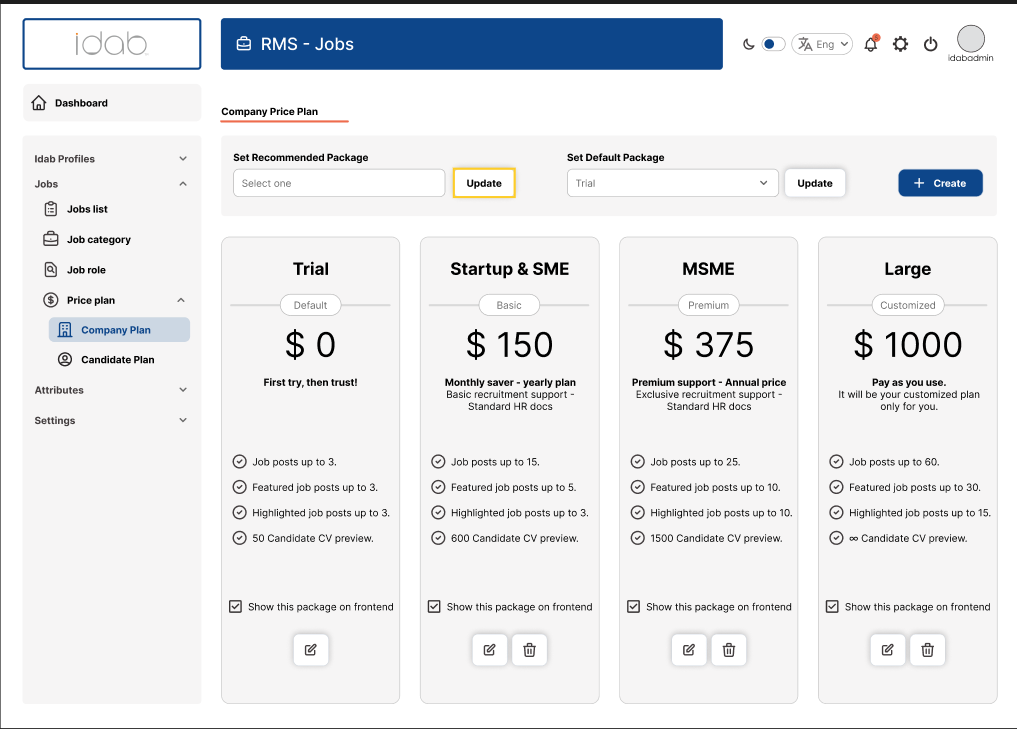 idab
RMS - Jobs
Eng
idabadmin
Dashboard
Idab Profiles
Jobs
Jobs list
Job category
Job role
Price plan
Company Plan
Candidate Plan
Attributes
Settings
Company Price Plan
Set Recommended Package
Select one
Update
Set Default Package
Trial
Update
+ Create
Trial
Default
$ 0
First try, then trust!
Job posts up to 3.
Featured job posts up to 3.
Highlighted job posts up to 3.
50 Candidate CV preview.
Show this package on frontend
Startup & SME
Basic
$ 150
Monthly saver - yearly plan
Basic recruitment support -
Standard HR docs
Job posts up to 15.
Featured job posts up to 5.
Highlighted job posts up to 3.
600 Candidate CV preview.
Show this package on frontend
MSME
Premium
$ 375
Premium support - Annual price
Exclusive recruitment support -
Standard HR docs
Job posts up to 25.
Featured job posts up to 10.
Highlighted job posts up to 10.
1500 Candidate CV preview.
Show this package on frontend
Large
Customized
$ 1000
Pay as you use.
It will be your customized plan
only for you.
Job posts up to 60.
Featured job posts up to 30.
Highlighted job posts up to 15.
∞ Candidate CV preview.
Show this package on frontend